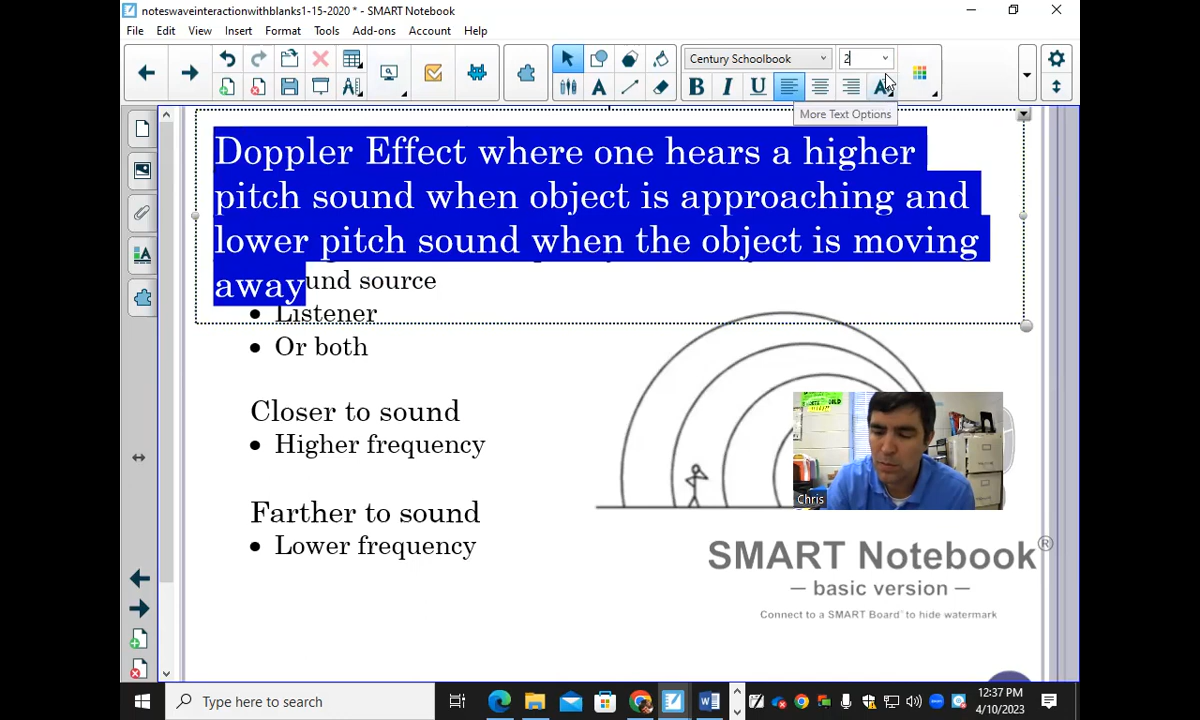 noteswaveinteractionwithblanks1-15-2020 * - SMART Notebook
File Edit View Insert Format Tools Add-ons Account Help
Century Schoolbook 2
B I U
More Text Options
Doppler Effect where one hears a higher
pitch sound when object is approaching and
lower pitch sound when the object is moving
away
und source
• Listener
• Or both
Closer to sound
• Higher frequency
Chris
Farther to sound
• Lower frequency
SMART Notebook®
— basic version —
Connect to a SMART Board™ to hide watermark
Type here to search
12:37 PM
4/10/2023